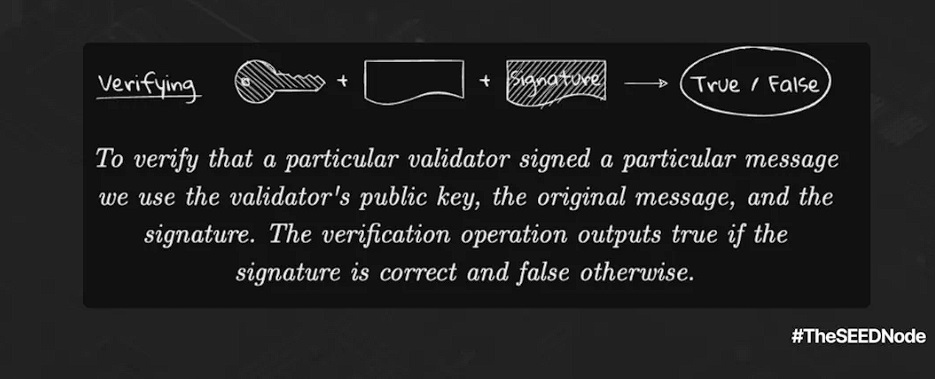 Verifying + + Signature → True / False
To verify that a particular validator signed a particular message
we use the validator's public key, the original message, and the
signature. The verification operation outputs true if the
signature is correct and false otherwise.
#TheSEEDNode